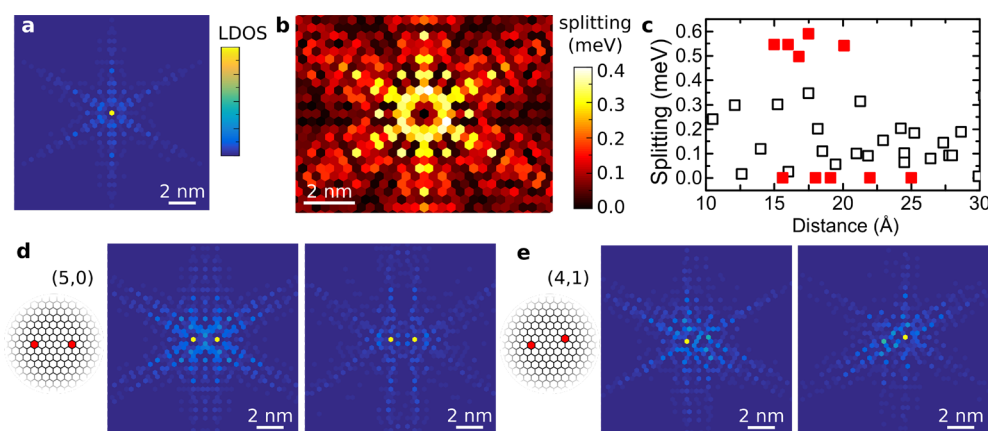 a
LDOS
2 nm
b
splitting
(meV)
0.4
0.3
0.2
0.1
0.0
2 nm
c
Splitting (meV)
0.6
0.5
0.4
0.3
0.2
0.1
0.0
10 15 20 25 30
Distance (Å)
d
(5,0)
2 nm
2 nm
e
(4,1)
2 nm
2 nm